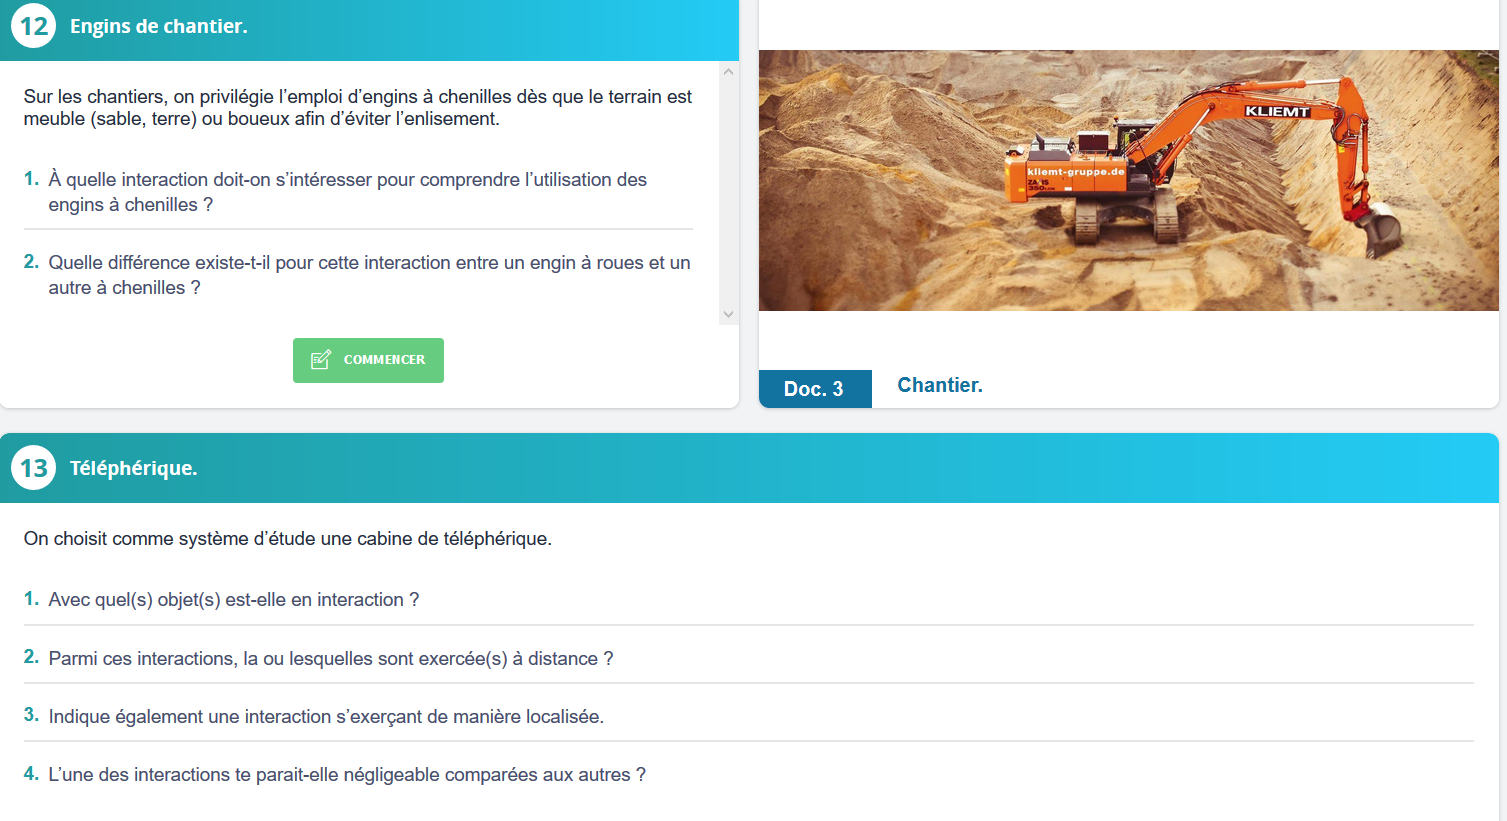 12 Engins de chantier.
Sur les chantiers, on privilégie l’emploi d’engins à chenilles dès que le terrain est
meuble (sable, terre) ou boueux afin d’éviter l’enlisement.
1. À quelle interaction doit-on s’intéresser pour comprendre l’utilisation des
engins à chenilles ?
2. Quelle différence existe-t-il pour cette interaction entre un engin à roues et un
autre à chenilles ?
COMMENCER
KLIEMT
kliemt-gruppe.de
350
Doc. 3 Chantier.
13 Téléphérique.
On choisit comme système d’étude une cabine de téléphérique.
1. Avec quel(s) objet(s) est-elle en interaction ?
2. Parmi ces interactions, la ou lesquelles sont exercée(s) à distance ?
3. Indique également une interaction s’exerçant de manière localisée.
4. L’une des interactions te parait-elle négligeable comparées aux autres ?